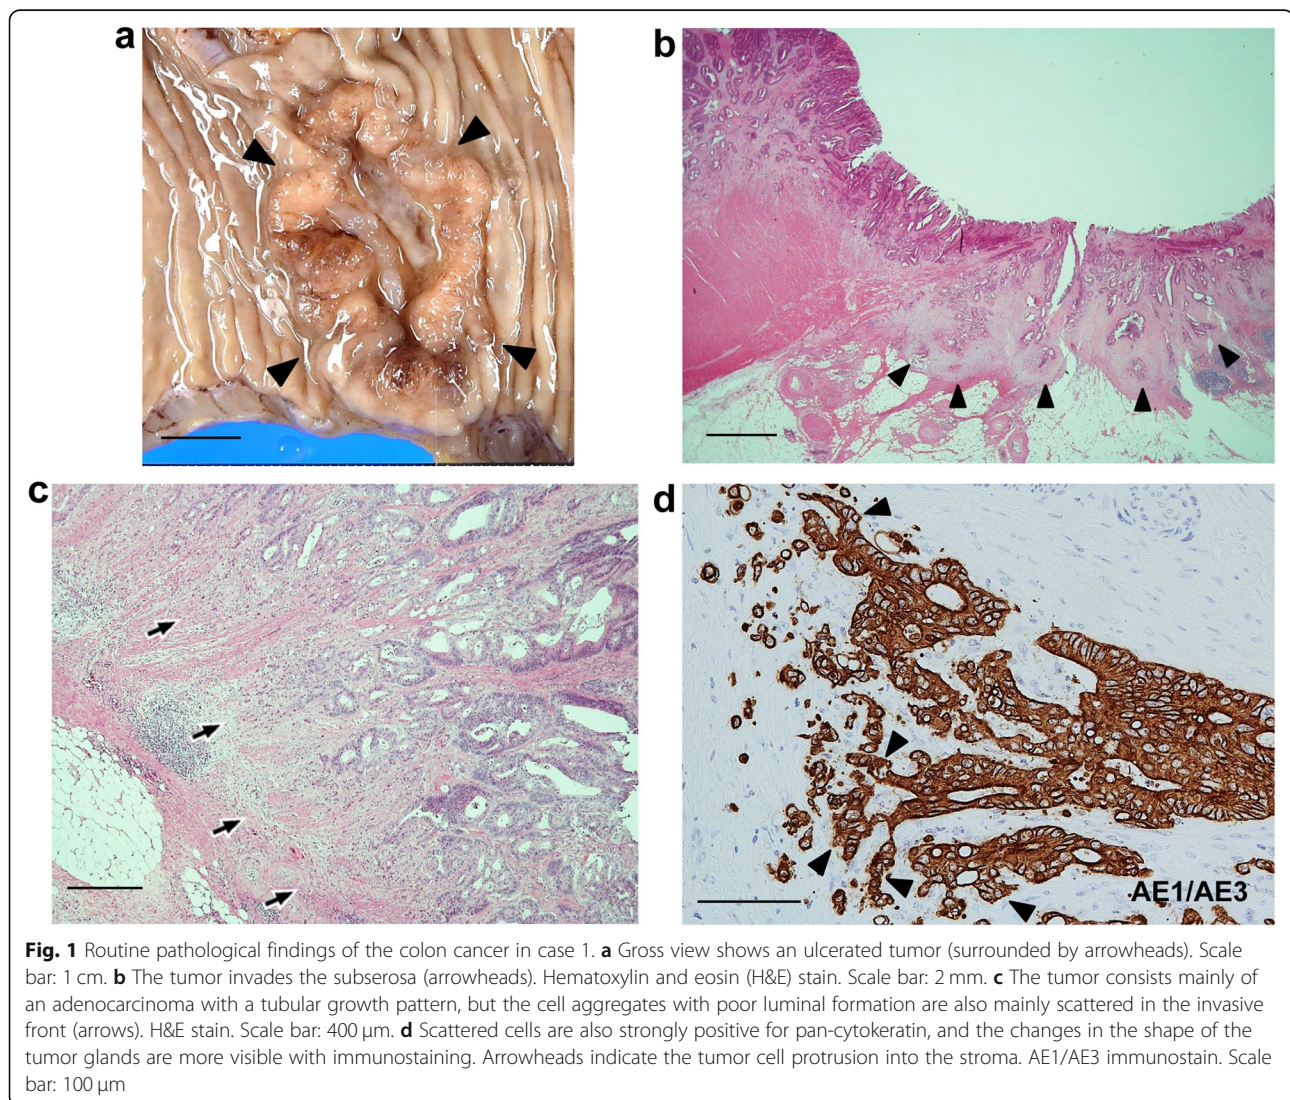 a
b
c
d
AE1/AE3
Fig. 1 Routine pathological findings of the colon cancer in case 1. a Gross view shows an ulcerated tumor (surrounded by arrowheads). Scale
bar: 1 cm. b The tumor invades the subserosa (arrowheads). Hematoxylin and eosin (H&E) stain. Scale bar: 2 mm. c The tumor consists mainly of
an adenocarcinoma with a tubular growth pattern, but the cell aggregates with poor luminal formation are also mainly scattered in the invasive
front (arrows). H&E stain. Scale bar: 400 μm. d Scattered cells are also strongly positive for pan-cytokeratin, and the changes in the shape of the
tumor glands are more visible with immunostaining. Arrowheads indicate the tumor cell protrusion into the stroma. AE1/AE3 immunostain. Scale
bar: 100 μm